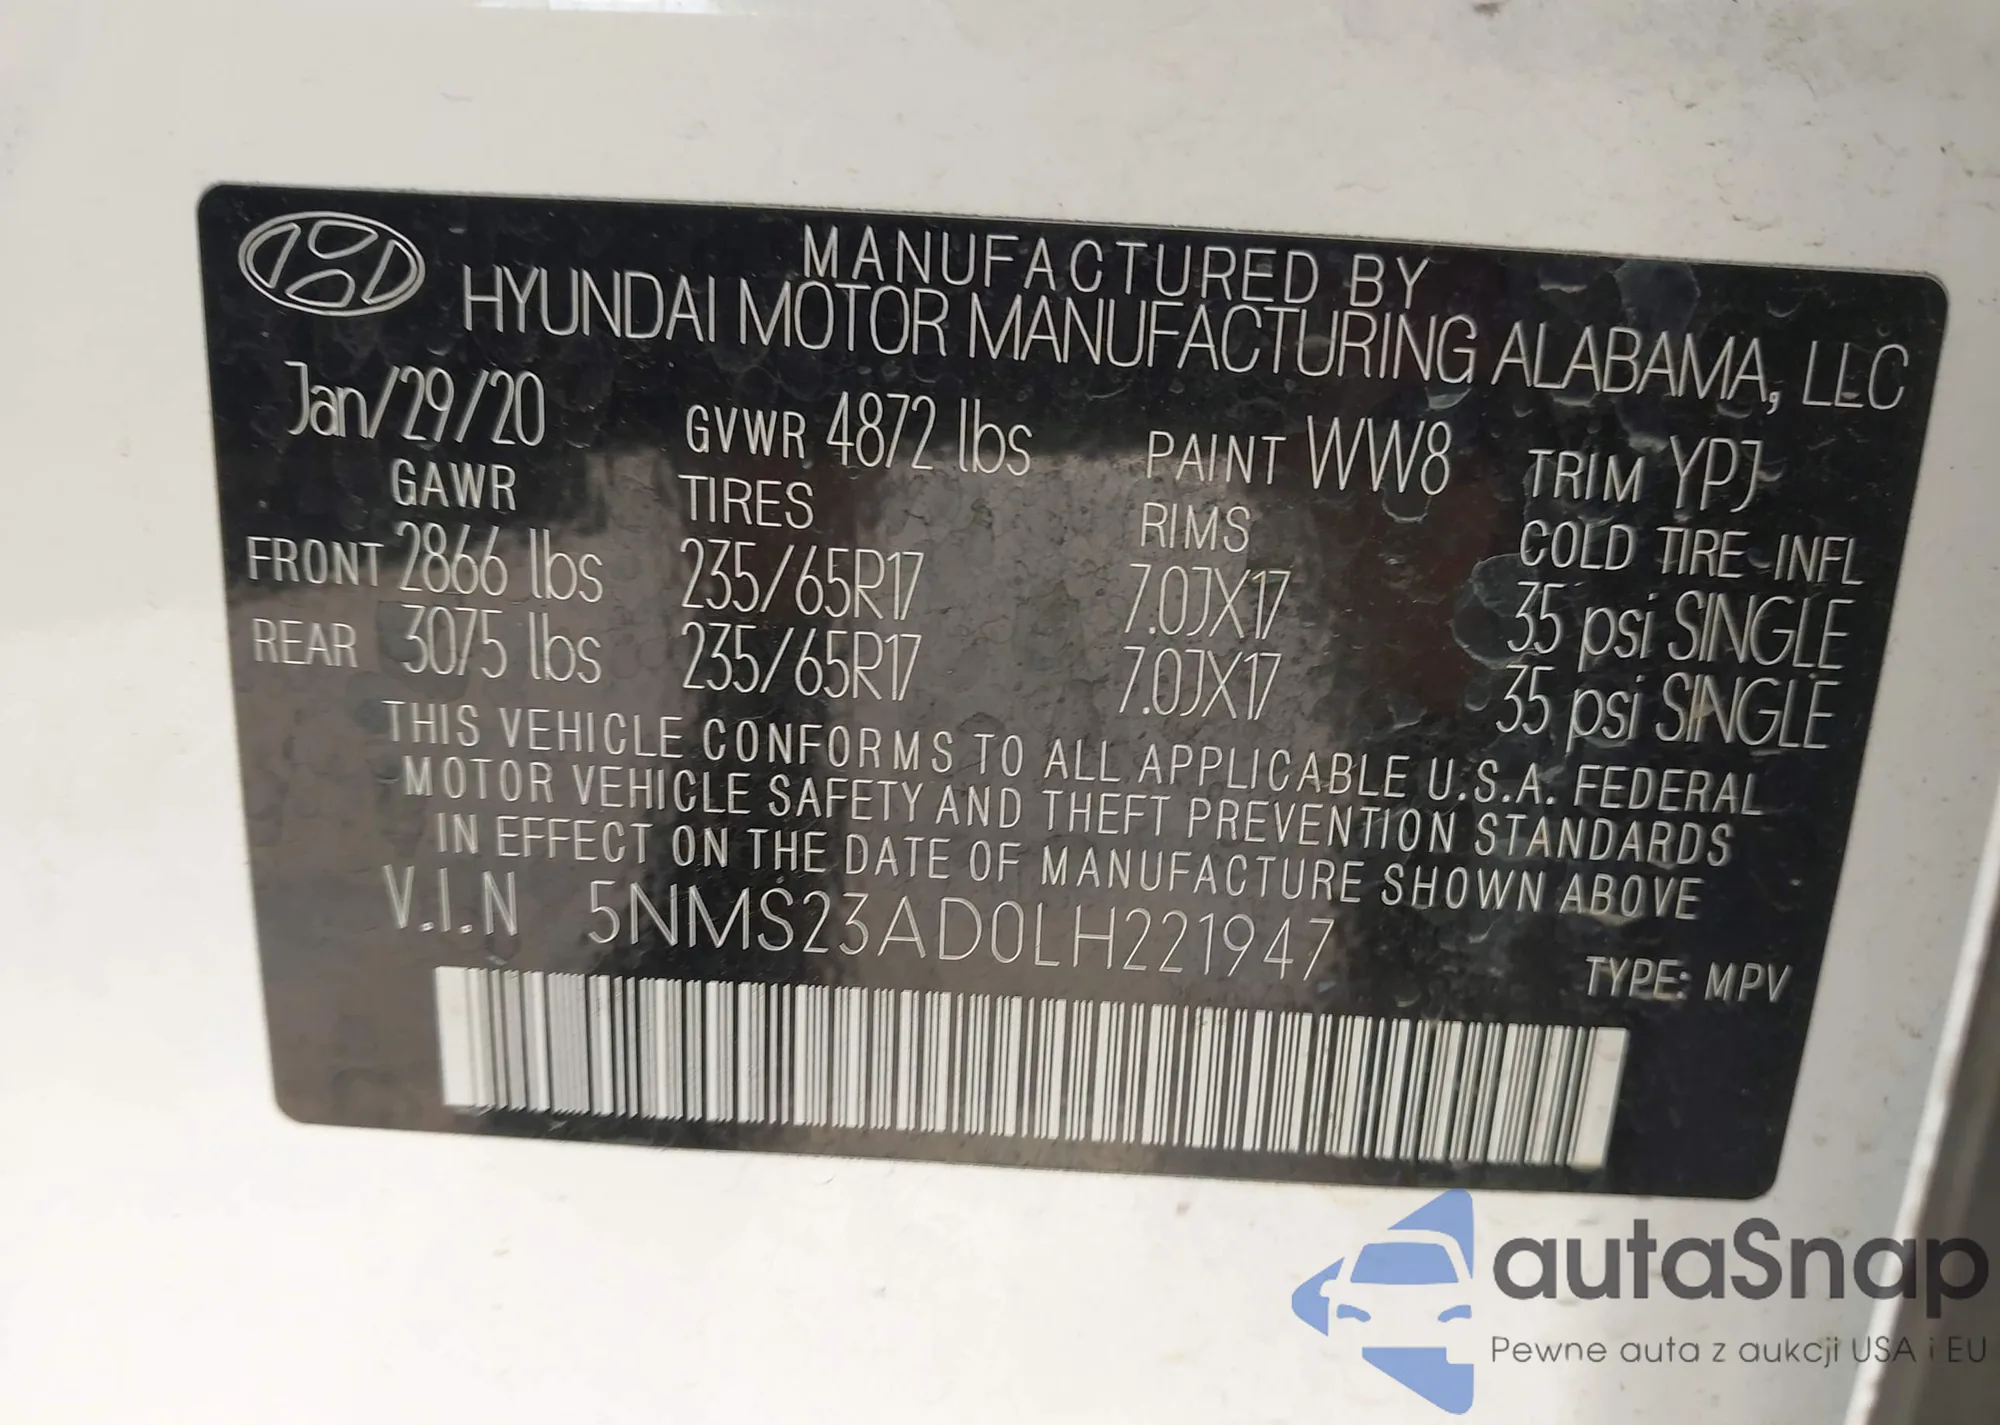 MANUFACTURED BY
HYUNDAI MOTOR MANUFACTURING ALABAMA, LLC
Jan/29/20 GVWR 4872 lbs PAINT WW8 TRIM YPJ
GAWR TIRES RIMS COLD TIRE INFL
FRONT 2866 lbs 235/65R17 7.0JX17 35 psi SINGLE
REAR 3075 lbs 235/65R17 7.0JX17 35 psi SINGLE
THIS VEHICLE CONFORMS TO ALL APPLICABLE U.S.A. FEDERAL
MOTOR VEHICLE SAFETY AND THEFT PREVENTION STANDARDS
IN EFFECT ON THE DATE OF MANUFACTURE SHOWN ABOVE
V.I.N 5NMS23AD0LH221947
TYPE: MPV
autaSnap
Pewne auta z aukcji USA i EU